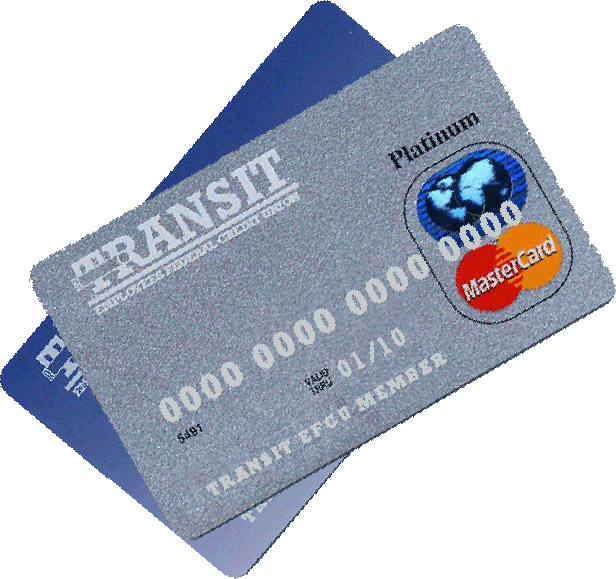 Platinum
TRANSIT
EMPLOYEES FEDERAL CREDIT UNION
0000 0000 0000 0000
MasterCard
5491
VALID
THRU 01/10
TRANSIT EFCU MEMBER